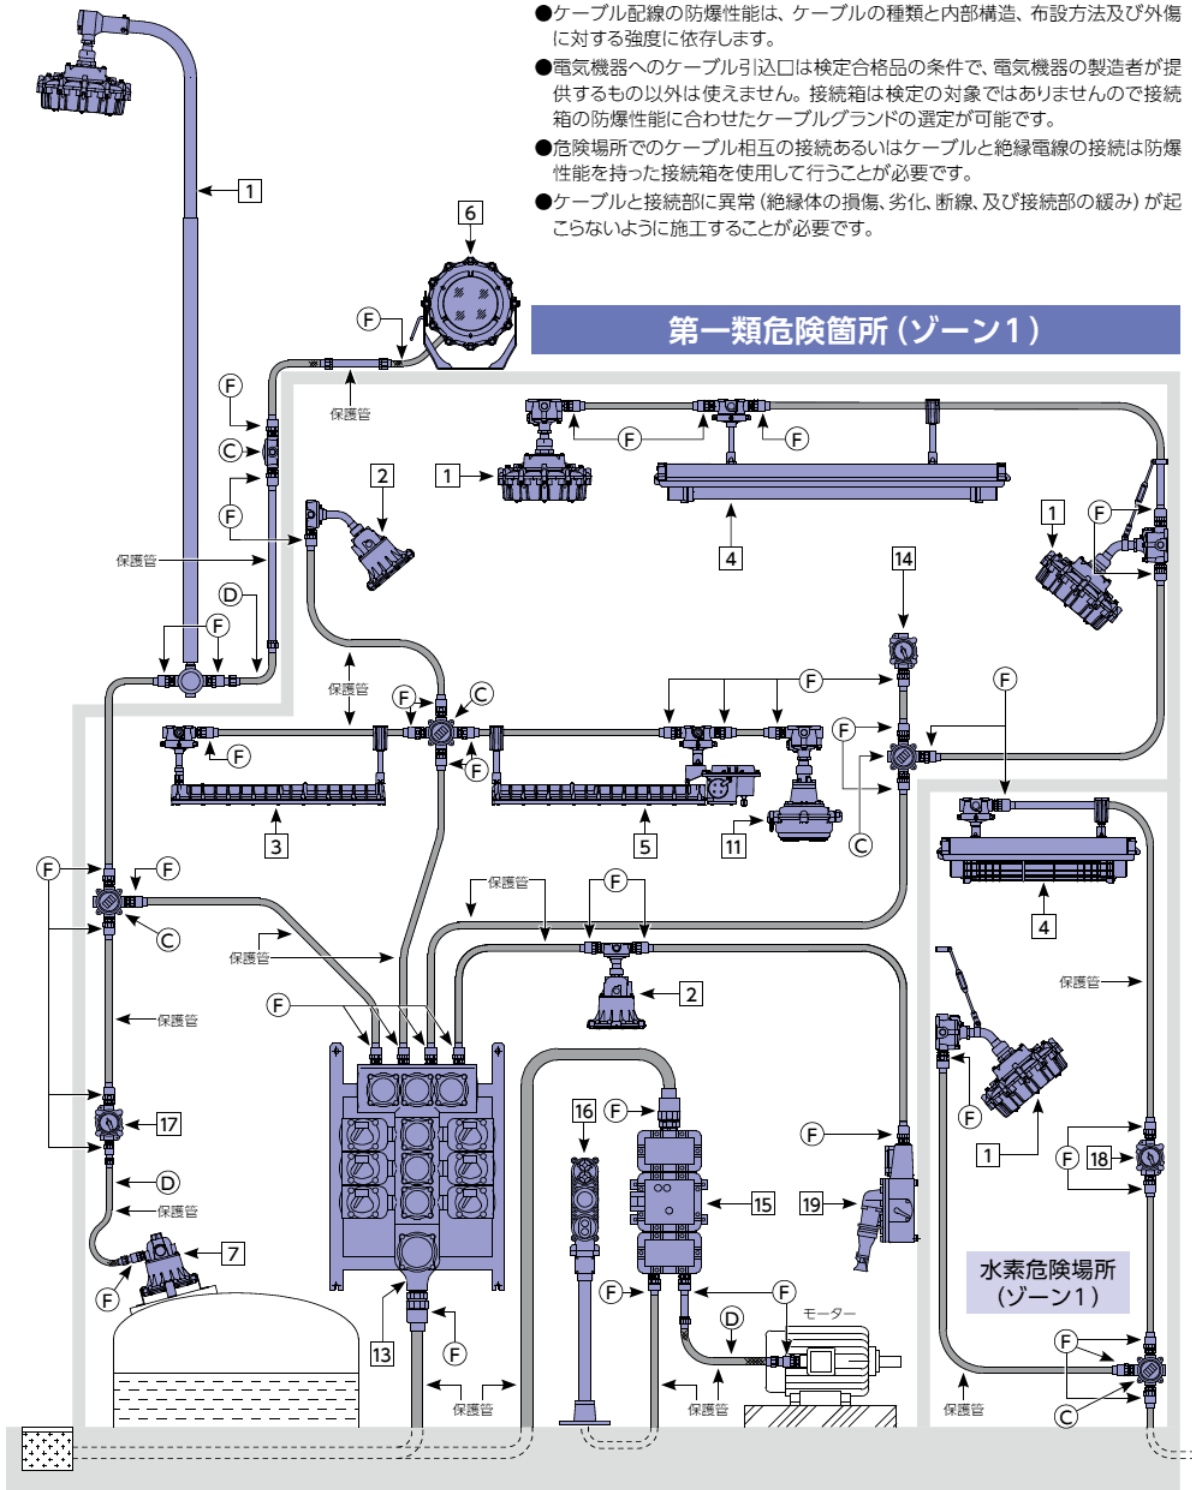 ●ケーブル配線の防爆性能は、ケーブルの種類と内部構造、布設方法及び外傷
に対する強度に依存します。
●電気機器へのケーブル引込口は検定合格品の条件で、電気機器の製造者が提
供するもの以外は使えません。接続箱は検定の対象ではありませんので接続
箱の防爆性能に合わせたケーブルグランドの選定が可能です。
●危険場所でのケーブル相互の接続あるいはケーブルと絶縁電線の接続は防爆
性能を持った接続箱を使用して行うことが必要です。
●ケーブルと接続部に異常(絶縁体の損傷、劣化、断線、及び接続部の緩み)が起
こらないように施工することが必要です。
1
6
第一類危険箇所(ゾーン1)
F
保護管
F
C
F
保護管
D
F
2
F
F
1
4
1
F
14
保護管
F
C
F
F
F
F
C
F
F
3
5
11
4
F
F
C
保護管
F
保護管
保護管
2
F
保護管
保護管
F
1
17
D
保護管
7
F
16
F
15
F
19
F
18
水素危険場所
(ゾーン1)
F
F
モーター
D
13
F
F
C
保護管
保護管
保護管